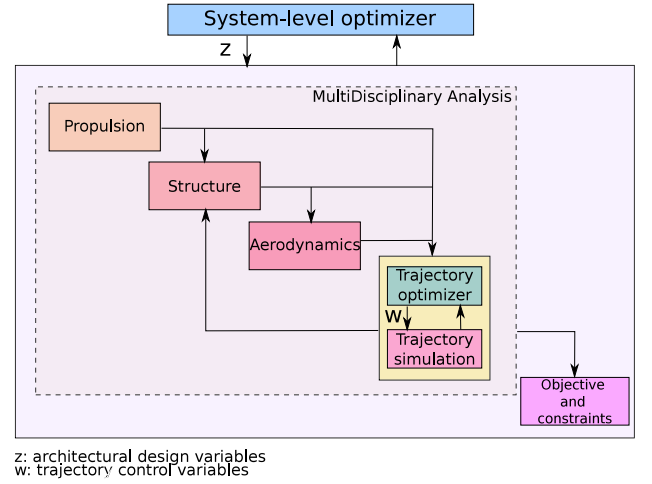 System-level optimizer
z
MultiDisciplinary Analysis
Propulsion
Structure
Aerodynamics
Trajectory
optimizer
w
Trajectory
simulation
Objective
and
constraints
z: architectural design variables
w: trajectory control variables